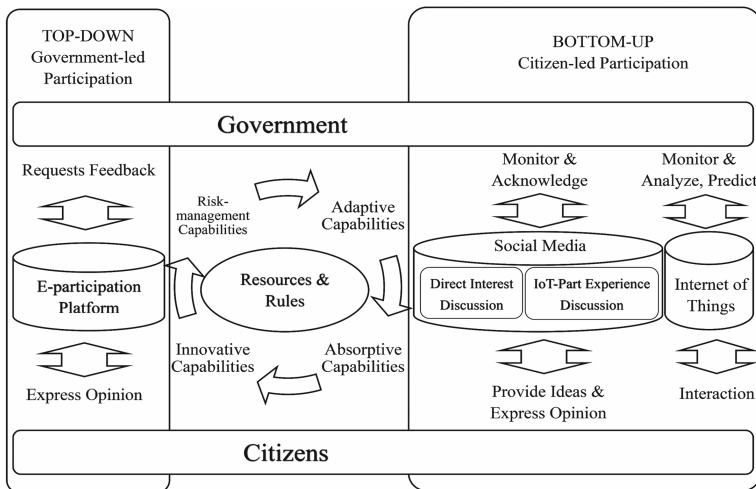 TOP-DOWN
Government-led
Participation
BOTTOM-UP
Citizen-led Participation
Government
Requests Feedback
Risk-
management
Capabilities
Adaptive
Capabilities
Monitor &
Acknowledge
Monitor &
Analyze, Predict
E-participation
Platform
Resources &
Rules
Social Media
Direct Interest
Discussion
IoT-Part Experience
Discussion
Internet of
Things
Innovative
Capabilities
Absorptive
Capabilities
Express Opinion
Provide Ideas &
Express Opinion
Interaction
Citizens